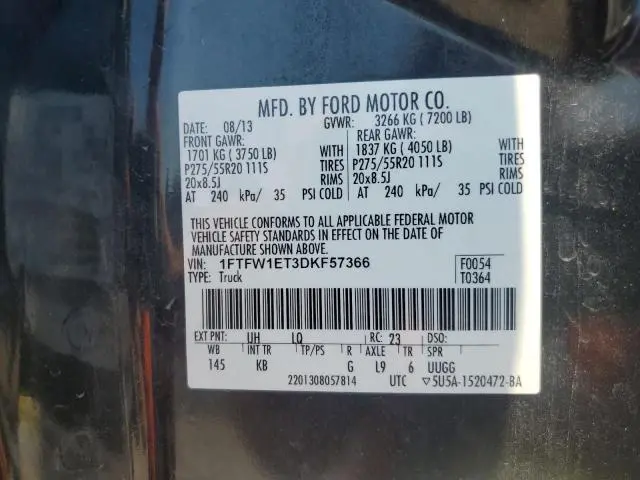 MFD. BY FORD MOTOR CO.
DATE: 08/13 GVWR: 3266 KG ( 7200 LB)
FRONT GAWR: REAR GAWR:
1701 KG ( 3750 LB) WITH 1837 KG ( 4050 LB) WITH
P275/55R20 111S TIRES P275/55R20 111S TIRES
20x8.5J RIMS 20x8.5J RIMS
AT 240 kPa/ 35 PSI COLD AT 240 kPa/ 35 PSI COLD
THIS VEHICLE CONFORMS TO ALL APPLICABLE FEDERAL MOTOR
VEHICLE SAFETY STANDARDS IN EFFECT ON THE DATE OF
MANUFACTURE SHOWN ABOVE.
VIN: 1FTFW1ET3DKF57366 F0054
TYPE: Truck T0364
EXT PNT: UH LQ RC: 23 DSO:
WB INT TR TP/PS R AXLE TR SPR
145 KB G L9 6 UUGG
2201308057814 UTC ▽5U5A-1520472-BA